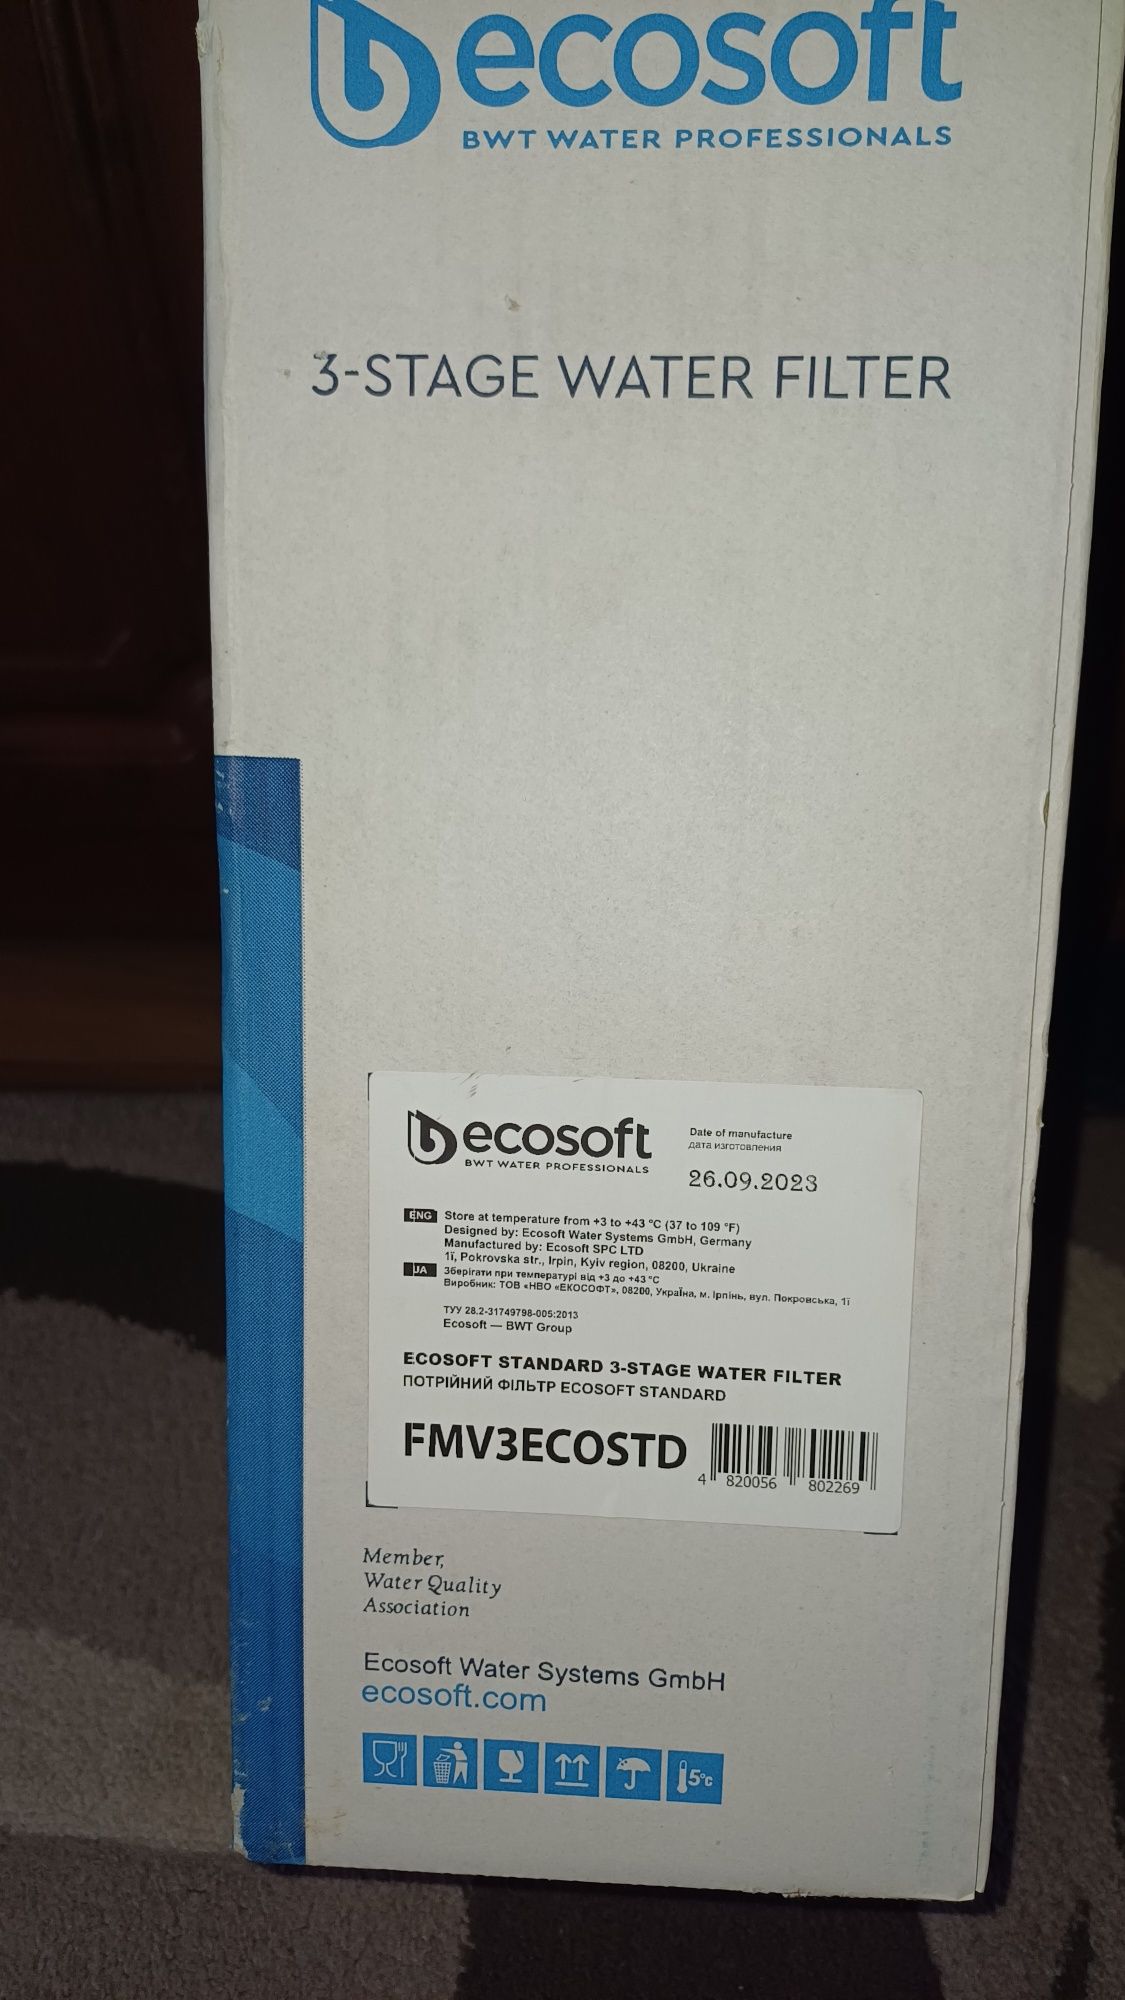 ecosoft
BWT WATER PROFESSIONALS
3-STAGE WATER FILTER
ecosoft
BWT WATER PROFESSIONALS
Date of manufacture
дата изготовления
26.09.2023
ENG Store at temperature from +3 to +43 °C (37 to 109 °F)
Designed by: Ecosoft Water Systems GmbH, Germany
Manufactured by: Ecosoft SPC LTD
1ї, Pokrovska str., Irpin, Kyiv region, 08200, Ukraine
UA Зберігати при температурі від +3 до +43 °C
Виробник: ТОВ «НВО «ЕКОСОФТ», 08200, Україна, м. Ірпінь, вул. Покровська, 1ї
ТУУ 28.2-31749798-005:2013
Ecosoft — BWT Group
ECOSOFT STANDARD 3-STAGE WATER FILTER
ПОТРІЙНИЙ ФІЛЬТР ECOSOFT STANDARD
FMV3ECOSTD
4 820056 802269
Member,
Water Quality
Association
Ecosoft Water Systems GmbH
ecosoft.com
5°C